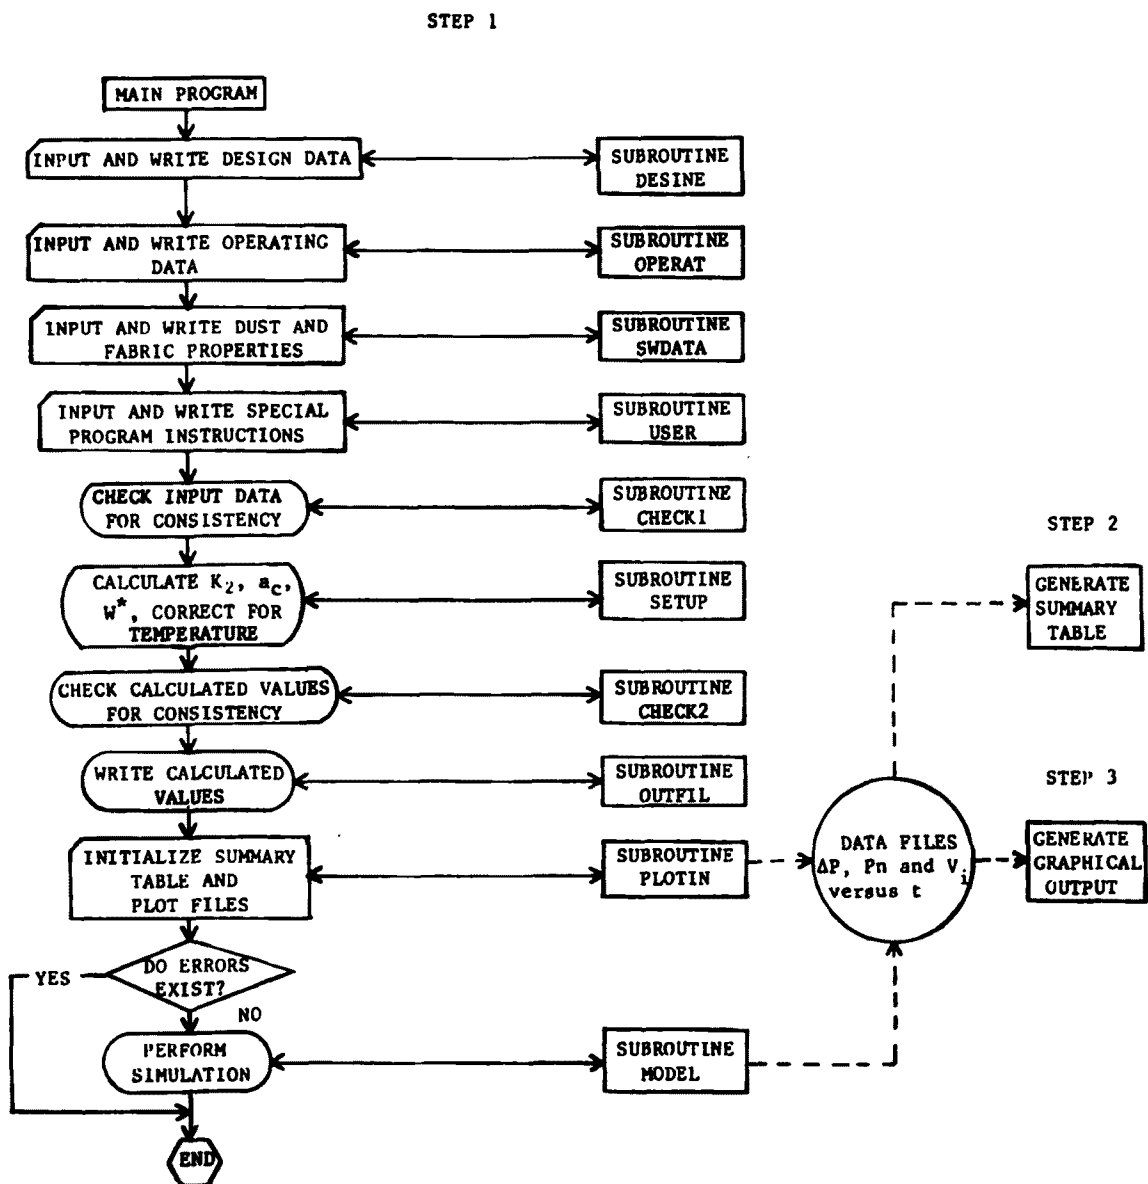 STEP 1
MAIN PROGRAM
INPUT AND WRITE DESIGN DATA
SUBROUTINE
DESINE
INPUT AND WRITE OPERATING
DATA
SUBROUTINE
OPERAT
INPUT AND WRITE DUST AND
FABRIC PROPERTIES
SUBROUTINE
SWDATA
INPUT AND WRITE SPECIAL
PROGRAM INSTRUCTIONS
SUBROUTINE
USER
CHECK INPUT DATA
FOR CONSISTENCY
SUBROUTINE
CHECK1
CALCULATE K₂, a_c,
W*, CORRECT FOR
TEMPERATURE
SUBROUTINE
SETUP
CHECK CALCULATED VALUES
FOR CONSISTENCY
SUBROUTINE
CHECK2
WRITE CALCULATED
VALUES
SUBROUTINE
OUTFIL
INITIALIZE SUMMARY
TABLE AND
PLOT FILES
SUBROUTINE
PLOTIN
DO ERRORS
EXIST?
YES
NO
PERFORM
SIMULATION
SUBROUTINE
MODEL
END
DATA FILES
ΔP, Pn and V_i
versus t
STEP 2
GENERATE
SUMMARY
TABLE
STEP 3
GENERATE
GRAPHICAL
OUTPUT